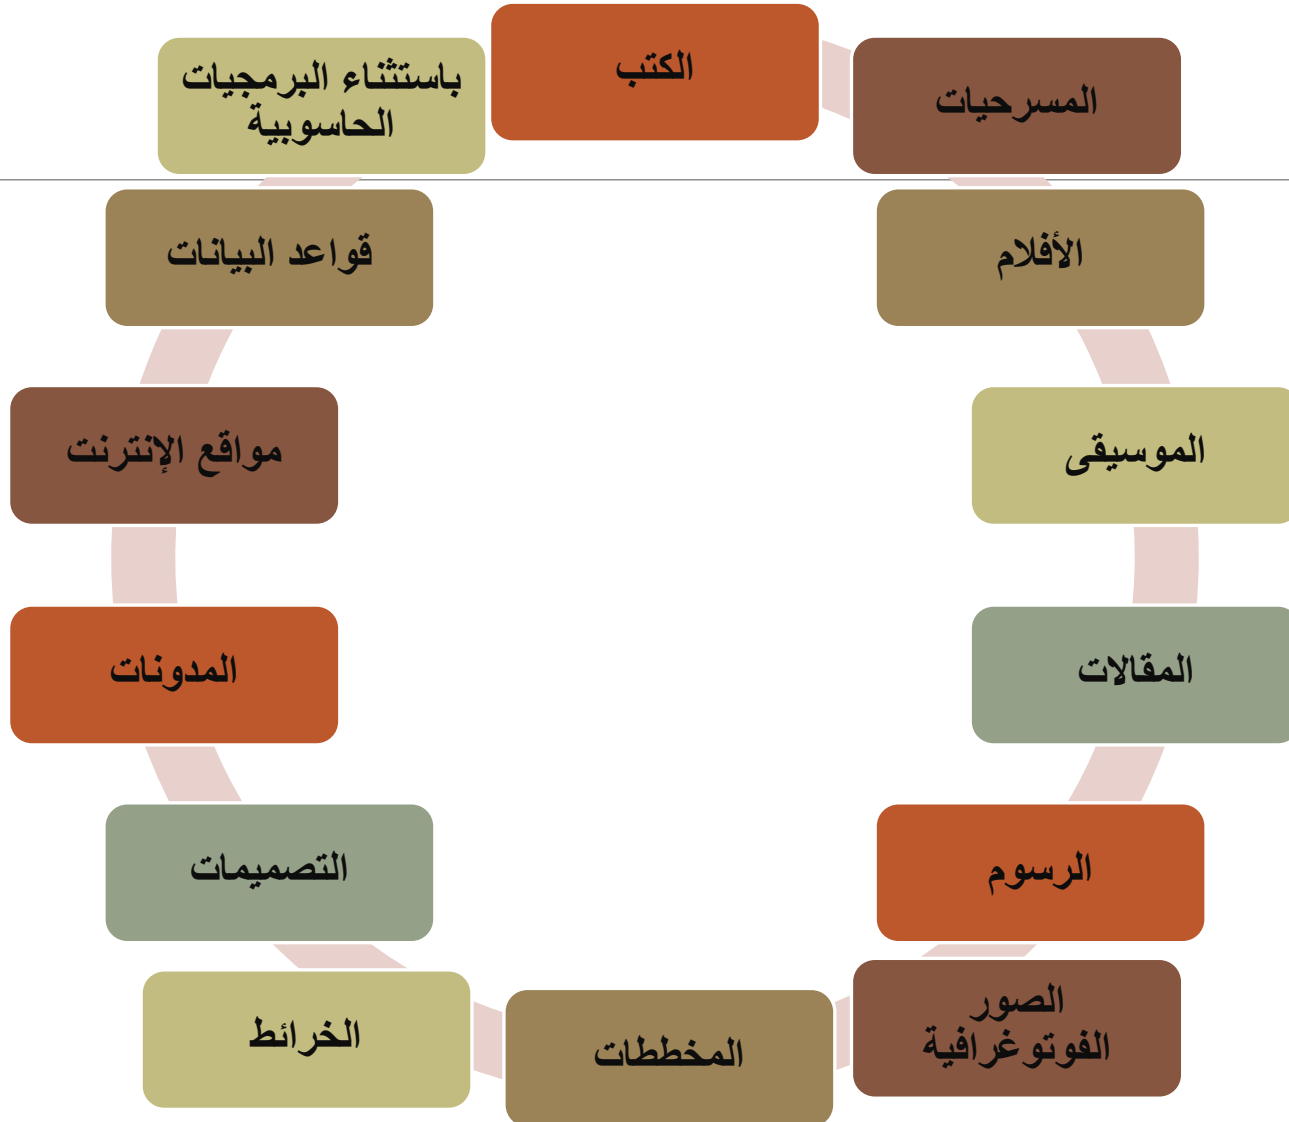 الكتب
المسرحيات
الأفلام
الموسيقى
المقالات
الرسوم
الصور
الفوتوغرافية
المخططات
الخرائط
التصميمات
المدونات
مواقع الإنترنت
قواعد البيانات
باستثناء البرمجيات
الحاسوبية